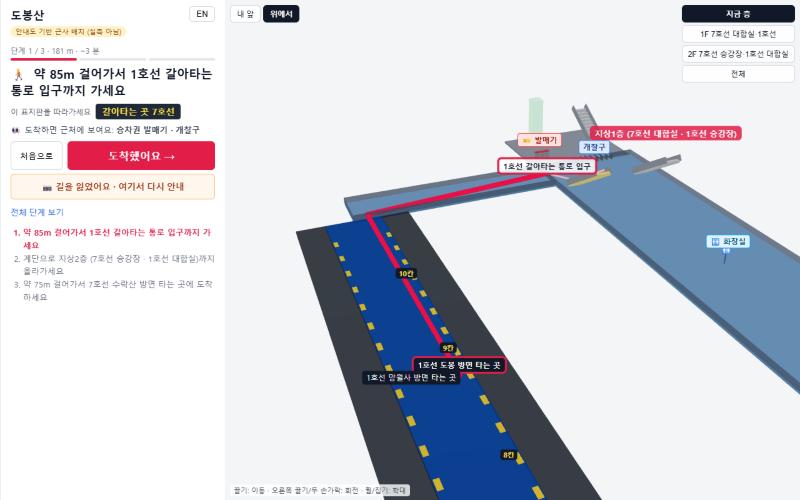 도봉산
EN
안내도 기반 근사 배치 (실측 아님)
단계 1 / 3 · 181 m · ~3 분
약 85m 걸어가서 1호선 갈아타는
통로 입구까지 가세요
이 표지판을 따라가세요 갈아타는 곳 7호선
도착하면 근처에 보여요: 승차권 발매기 · 개찰구
처음으로
도착했어요 →
길을 잃었어요 · 여기서 다시 안내
전체 단계 보기
1. 약 85m 걸어가서 1호선 갈아타는 통로 입구까지 가
세요
2. 계단으로 지상2층 (7호선 승강장 · 1호선 대합실)까지
올라가세요
3. 약 75m 걸어가서 7호선 수락산 방면 타는 곳에 도착
하세요
내 앞
위에서
지금 층
1F 7호선 대합실·1호선
2F 7호선 승강장·1호선 대합실
전체
지상1층 (7호선 대합실 · 1호선 승강장)
발매기
개찰구
1호선 갈아타는 통로 입구
화장실
10칸
9칸
1호선 도봉 방면 타는 곳
1호선 망월사 방면 타는 곳
8칸
끌기: 이동 · 오른쪽 끌기/두 손가락: 회전 · 휠/집기: 확대